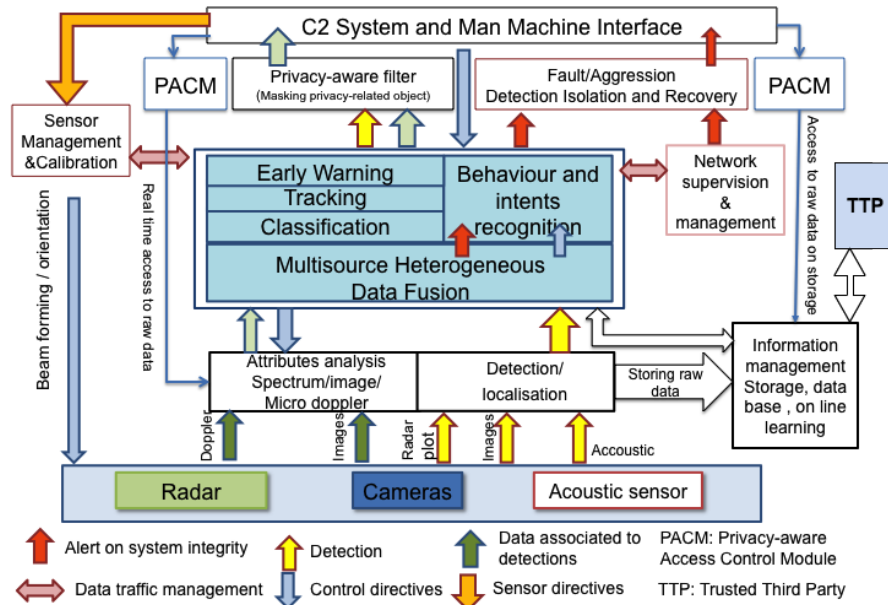 C2 System and Man Machine Interface
PACM
Privacy-aware filter
(Masking privacy-related object)
Fault/Aggression
Detection Isolation and Recovery
PACM
Sensor
Management
&Calibration
Early Warning
Tracking
Classification
Behaviour and
intents
recognition
Multisource Heterogeneous
Data Fusion
Network
supervision
&
management
TTP
Beam forming / orientation
Real time access to raw data
Access to raw data on storage
Attributes analysis
Spectrum/image/
Micro doppler
Detection/
localisation
Storing raw
data
Information
management
Storage, data
base , on line
learning
Doppler
Images
Radar
plot
Images
Accoustic
Radar
Cameras
Acoustic sensor
Alert on system integrity
Detection
Data associated to
detections
PACM: Privacy-aware
Access Control Module
Data traffic management
Control directives
Sensor directives
TTP: Trusted Third Party